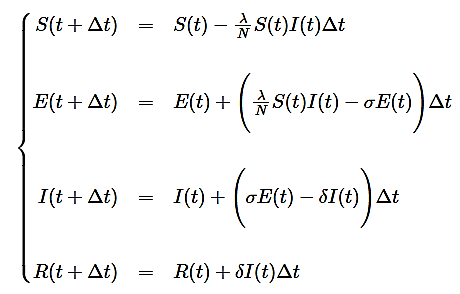 S(t + Δt) = S(t) − λ/N S(t)I(t)Δt
E(t + Δt) = E(t) + (λ/N S(t)I(t) − σE(t))Δt
I(t + Δt) = I(t) + (σE(t) − δI(t))Δt
R(t + Δt) = R(t) + δI(t)Δt